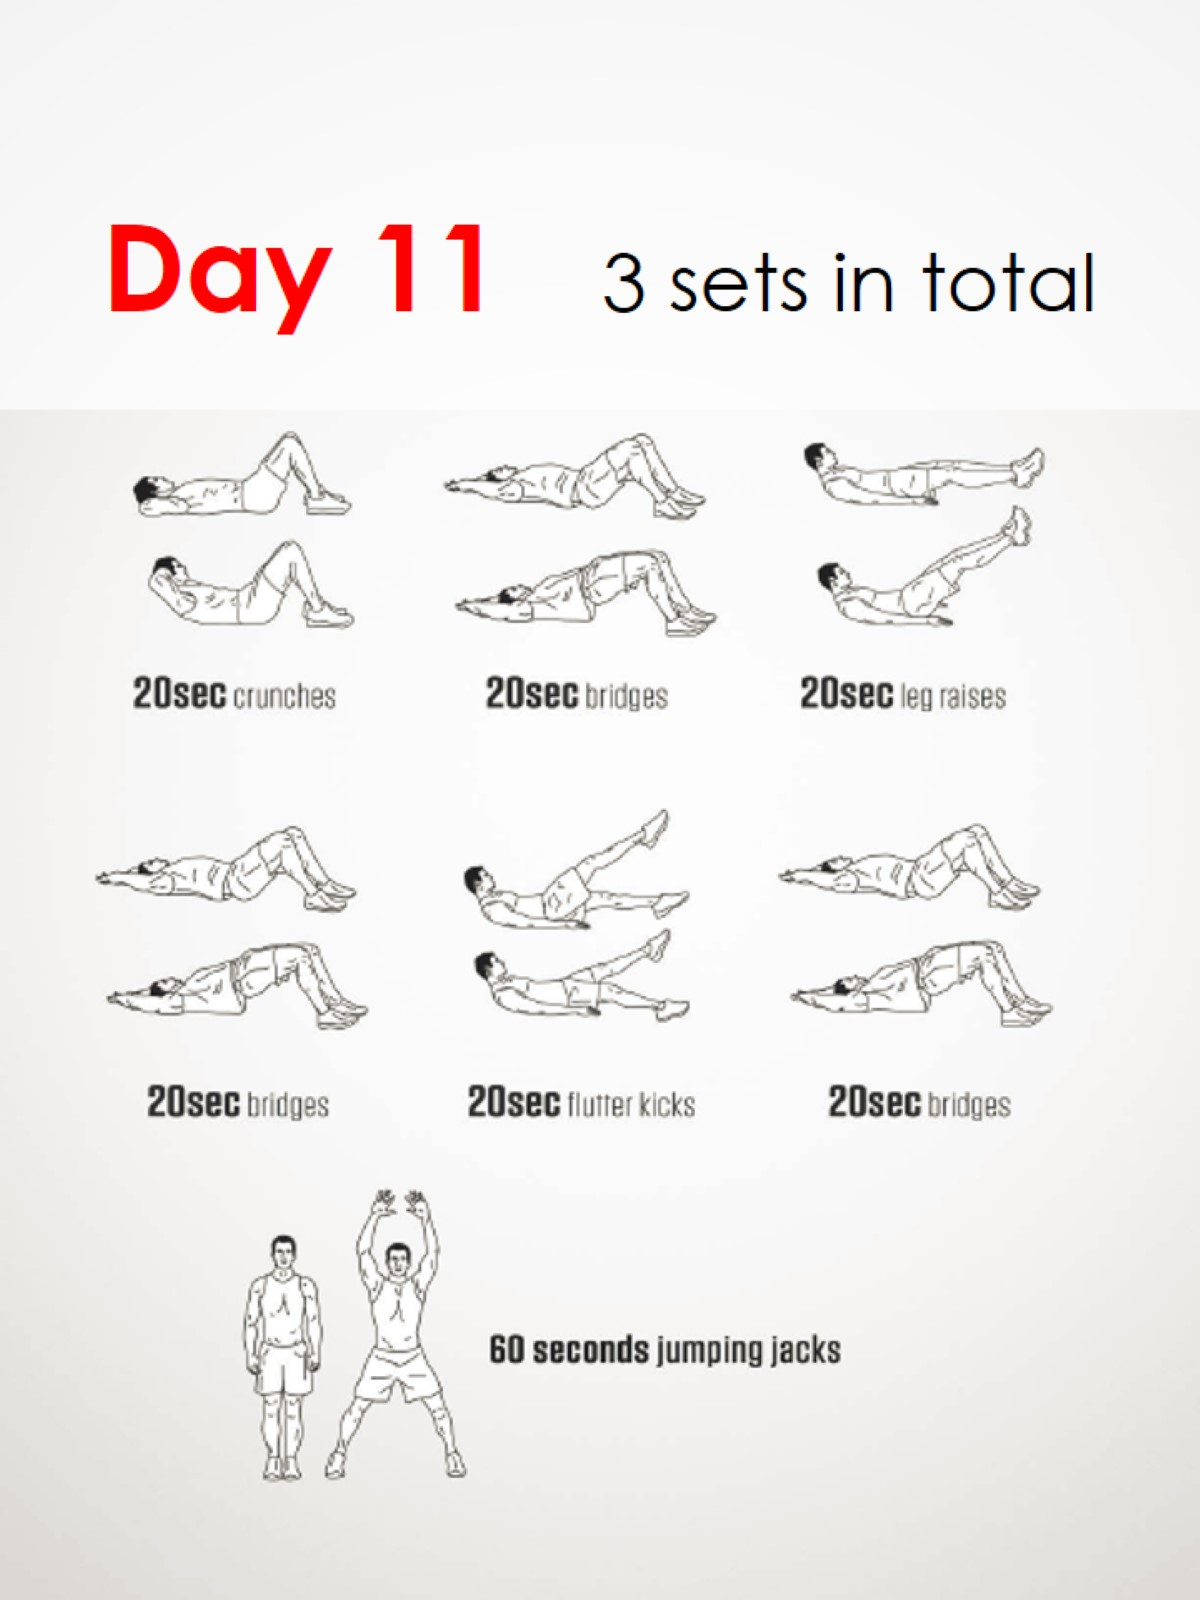 Day 11 3 sets in total
20sec crunches
20sec bridges
20sec leg raises
20sec bridges
20sec flutter kicks
20sec bridges
60 seconds jumping jacks